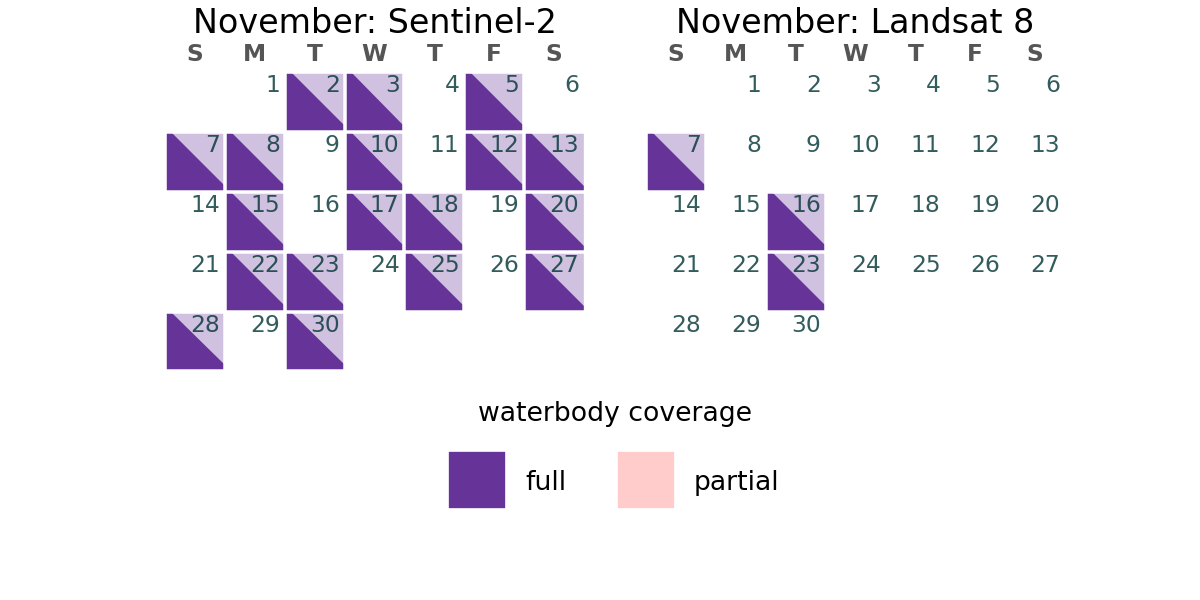 November: Sentinel-2
S M T W T F S
1 2 3 4 5 6
7 8 9 10 11 12 13
14 15 16 17 18 19 20
21 22 23 24 25 26 27
28 29 30
November: Landsat 8
S M T W T F S
1 2 3 4 5 6
7 8 9 10 11 12 13
14 15 16 17 18 19 20
21 22 23 24 25 26 27
28 29 30
waterbody coverage
full partial